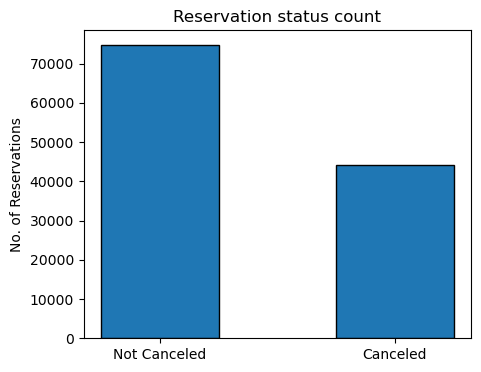 Reservation status count
No. of Reservations
70000
60000
50000
40000
30000
20000
10000
0
Not Canceled
Canceled